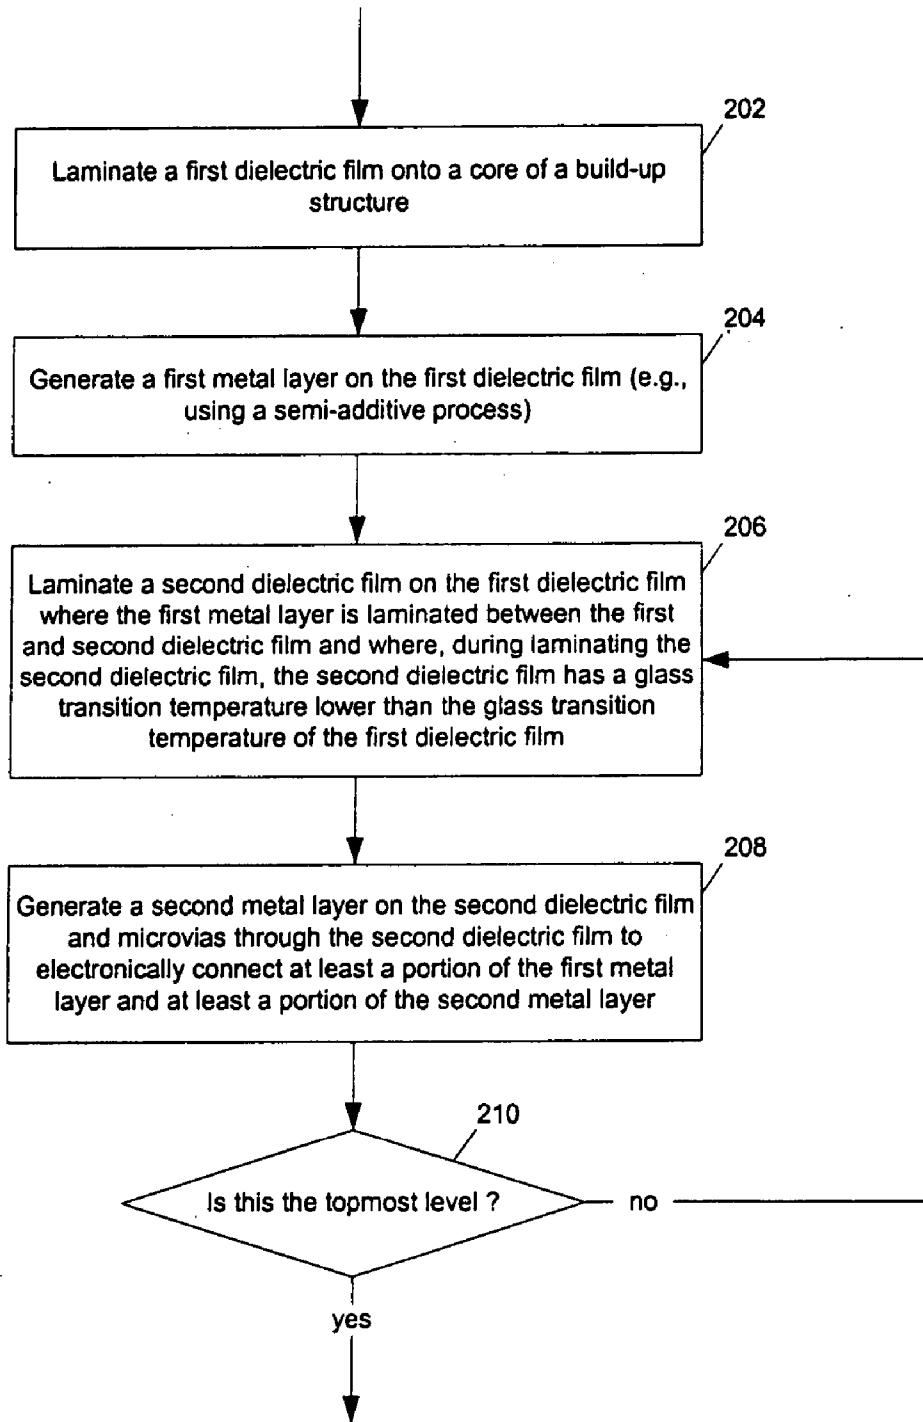 202
Laminate a first dielectric film onto a core of a build-up
structure
204
Generate a first metal layer on the first dielectric film (e.g.,
using a semi-additive process)
206
Laminate a second dielectric film on the first dielectric film
where the first metal layer is laminated between the first
and second dielectric film and where, during laminating the
second dielectric film, the second dielectric film has a glass
transition temperature lower than the glass transition
temperature of the first dielectric film
208
Generate a second metal layer on the second dielectric film
and microvias through the second dielectric film to
electronically connect at least a portion of the first metal
layer and at least a portion of the second metal layer
210
Is this the topmost level ?
no
yes